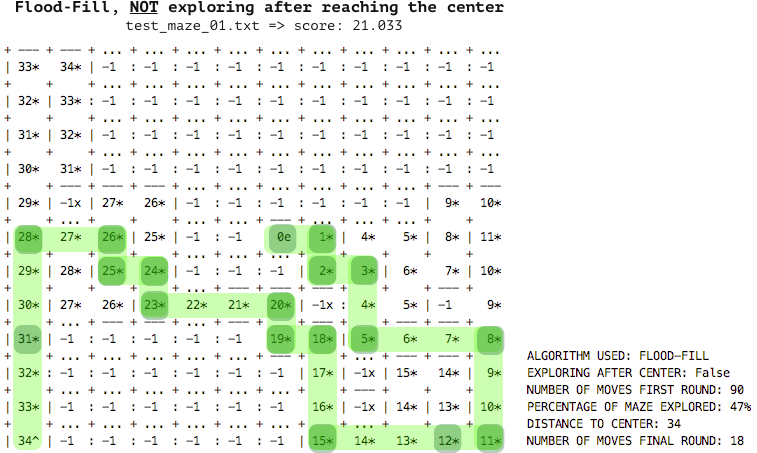 Flood-Fill, NOT exploring after reaching the center
test_maze_01.txt => score: 21.033
+ --- + --- + ... + ... + ... + ... + ... + ... + ... + ... + ... + ...
| 33*   34* | -1  : -1  : -1  : -1  : -1  : -1  : -1  : -1  : -1  : -1
+     +     + ... + ... + ... + ... + ... + ... + ... + ... + ... + ...
| 32* | 33* : -1  : -1  : -1  : -1  : -1  : -1  : -1  : -1  : -1  : -1
+     +     + ... + ... + ... + ... + ... + ... + ... + ... + ... + ...
| 31* | 32* | -1  : -1  : -1  : -1  : -1  : -1  : -1  : -1  : -1  : -1
+     +     + ... + ... + ... + ... + ... + ... + ... + ... + ... + ...
| 30* | 31* | -1  : -1  : -1  : -1  : -1  : -1  : -1  : -1  : -1  : -1
+     +     + --- + --- + ... + ... + ... + ... + ... + ... + --- + ---
| 29* | -1x | 27*   26* | -1  : -1  : -1  : -1  : -1  : -1  | 9*  | 10*
+     + ... +     +     + ... + ... + --- + ... + --- + --- +     +
| 28*   27*   26* | 25* | -1  : -1  | 0e    1*  | 4*    5*  | 8*  | 11*
+     + --- + --- +     + ... + ... + ... +     + --- +     +     +
| 29* | 28* | 25*   24* | -1  : -1  : -1  | 2*    3*  | 6*    7*  | 10*
+     +     + --- +     + ... + ... + --- + --- +     + --- + --- +
| 30* | 27*   26* | 23*   22*   21*   20* | -1x : 4*  | 5*  | -1    9*
+     + ... + --- + --- + --- + --- +     + --- +     +     + --- +
| 31* | -1  : -1  : -1  : -1  : -1  | 19*   18* | 5*    6*    7*  | 8*
+ ... + ... + ... + ... + ... + ... + --- +     + --- + --- + --- +
| 32* : -1  : -1  : -1  : -1  : -1  : -1  | 17* | -1x | 15*   14* | 9*
+     + ... + ... + ... + ... + ... + ... +     + --- +     +     +
| 33* : -1  : -1  : -1  : -1  : -1  : -1  | 16* | -1x | 14* | 13* | 10*
+     + ... + ... + ... + ... + ... + ... +     + --- +     +     +
| 34^ | -1  : -1  : -1  : -1  : -1  : -1  | 15*   14*   13* | 12* | 11*
ALGORITHM USED: FLOOD-FILL
EXPLORING AFTER CENTER: False
NUMBER OF MOVES FIRST ROUND: 90
PERCENTAGE OF MAZE EXPLORED: 47%
DISTANCE TO CENTER: 34
NUMBER OF MOVES FINAL ROUND: 18